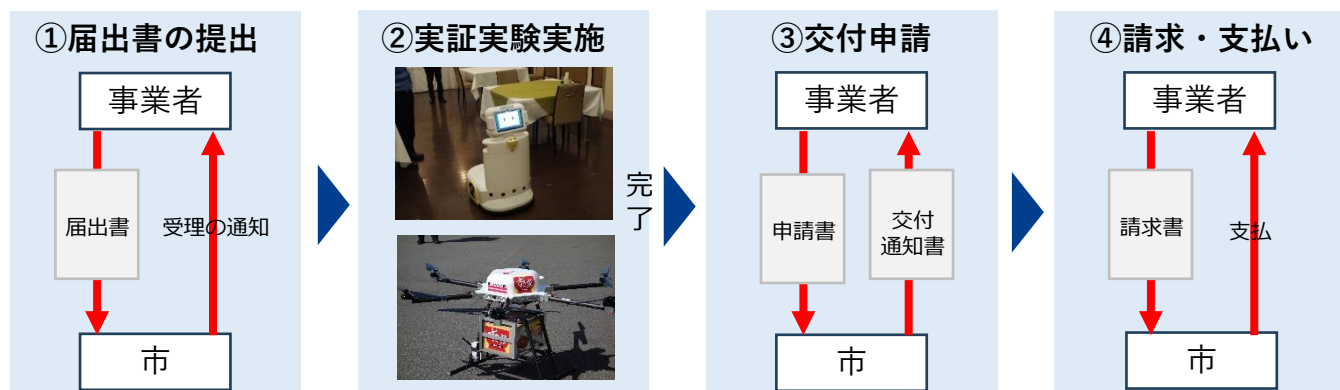 ①届出書の提出
事業者
届出書
受理の通知
市
②実証実験実施
完
了
③交付申請
事業者
申請書
交付
通知書
市
④請求・支払い
事業者
請求書
支払
市